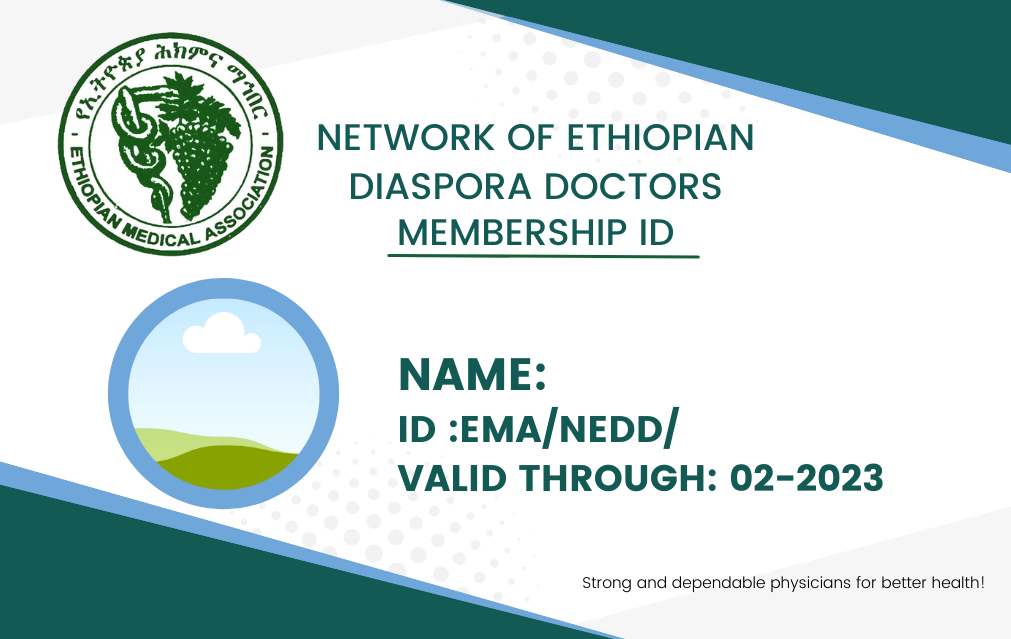 የኢትዮጵያ ሕክምና ማኅበር
ETHIOPIAN MEDICAL ASSOCIATION
NETWORK OF ETHIOPIAN
DIASPORA DOCTORS
MEMBERSHIP ID
NAME:
ID :EMA/NEDD/
VALID THROUGH: 02-2023
Strong and dependable physicians for better health!